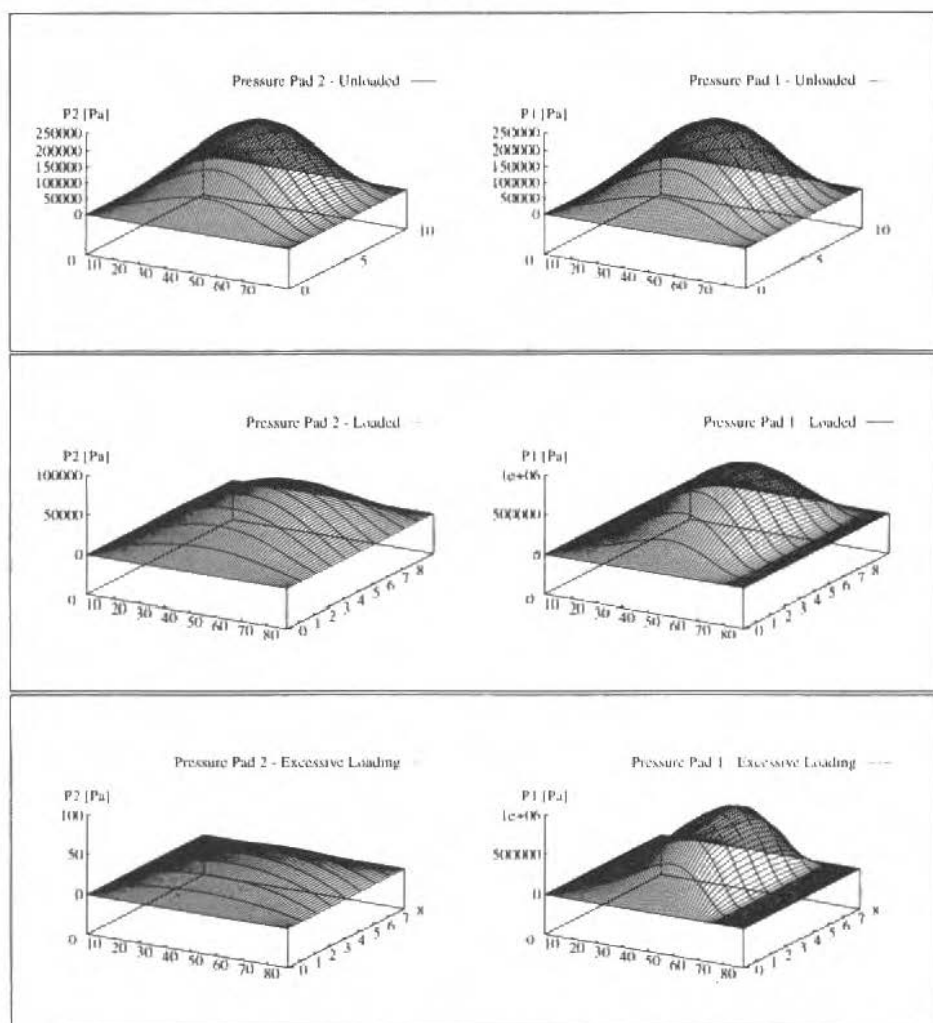 Pressure Pad 2 - Unloaded
P2 [Pa]
250000
200000
150000
100000
50000
0
0 10 20 30 40 50 60 70
0 5 10
Pressure Pad 1 - Unloaded
P1 [Pa]
250000
200000
150000
100000
50000
0
0 10 20 30 40 50 60 70
0 5 10
Pressure Pad 2 - Loaded
P2 [Pa]
100000
50000
0
0 10 20 30 40 50 60 70 80
0 1 2 3 4 5 6 7 8
Pressure Pad 1 - Loaded
P1 [Pa]
1e+06
500000
0
0 10 20 30 40 50 60 70 80
0 1 2 3 4 5 6 7 8
Pressure Pad 2 - Excessive Loading
P2 [Pa]
100
50
0
0 10 20 30 40 50 60 70 80
0 1 2 3 4 5 6 7 8
Pressure Pad 1 - Excessive Loading
P1 [Pa]
1e+06
500000
0
0 10 20 30 40 50 60 70 80
0 1 2 3 4 5 6 7 8